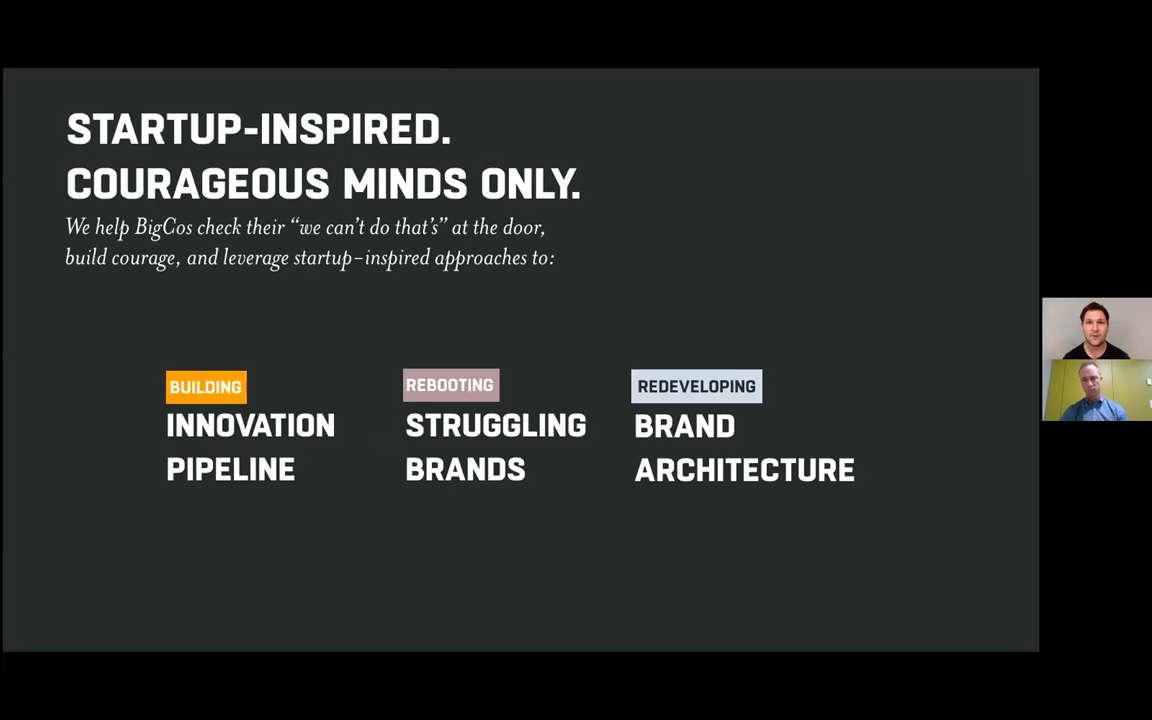 STARTUP-INSPIRED.
COURAGEOUS MINDS ONLY.
We help BigCos check their “we can’t do that’s” at the door,
build courage, and leverage startup-inspired approaches to:
BUILDING
INNOVATION
PIPELINE
REBOOTING
STRUGGLING
BRANDS
REDEVELOPING
BRAND
ARCHITECTURE